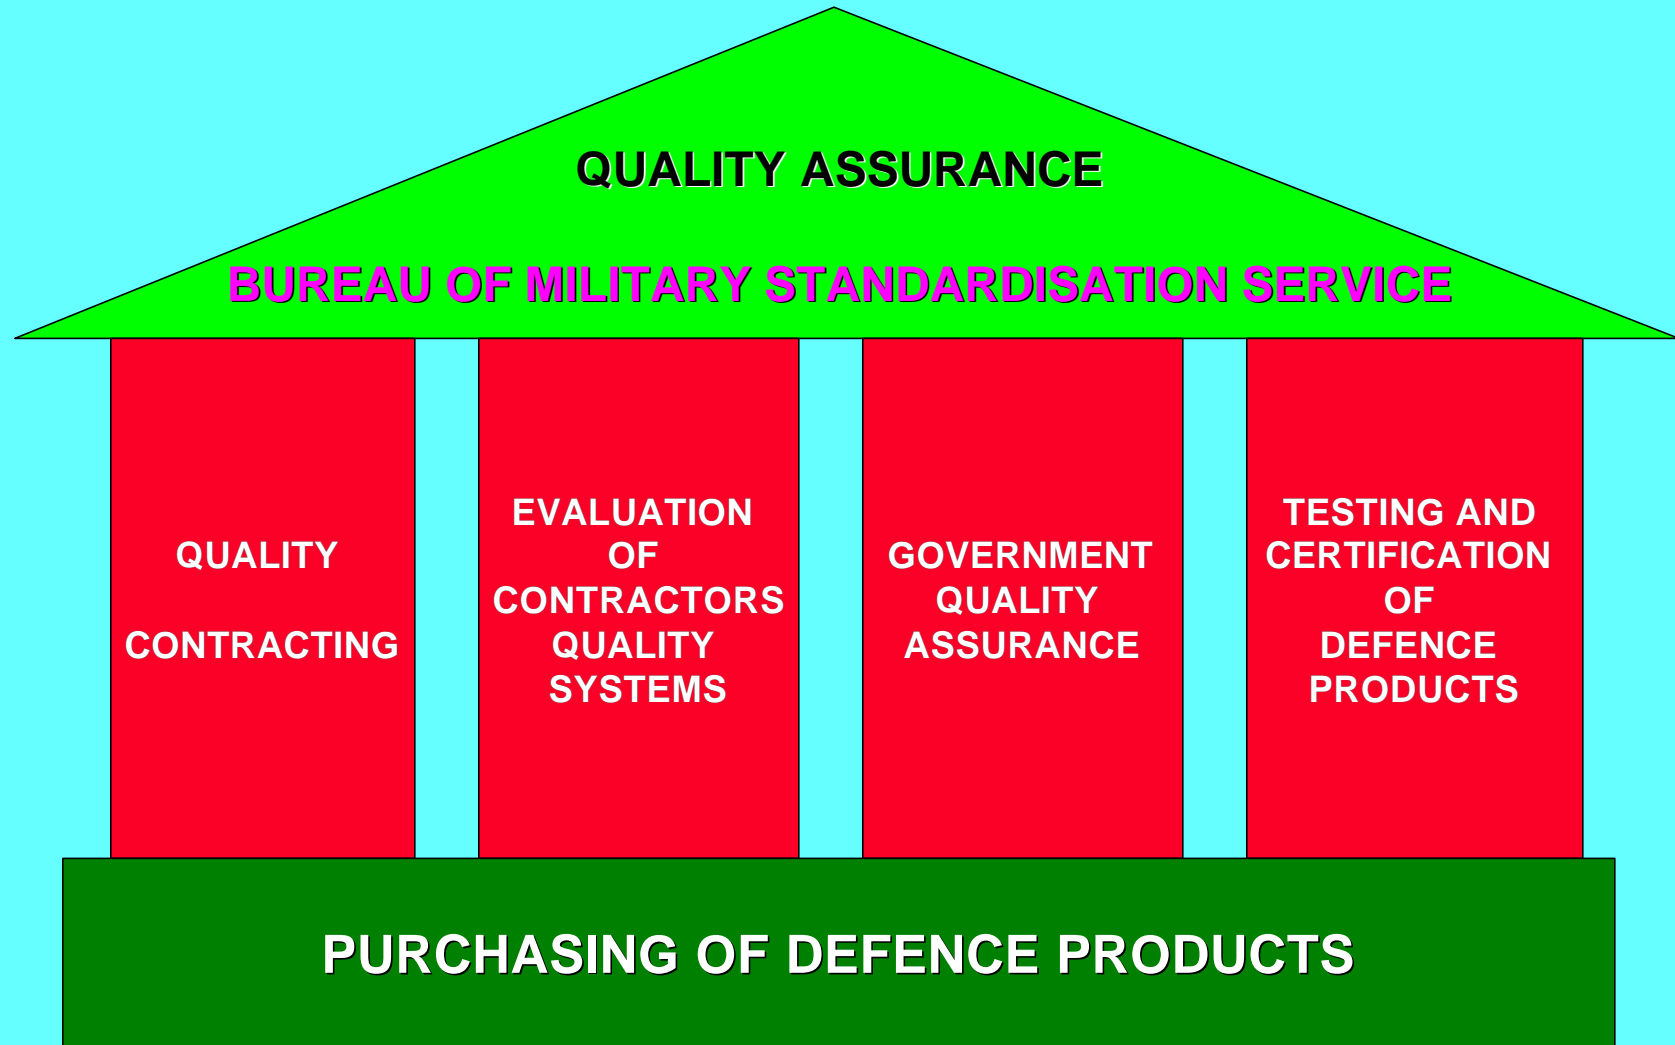 QUALITY ASSURANCE
BUREAU OF MILITARY STANDARDISATION SERVICE
QUALITY
CONTRACTING
EVALUATION
OF
CONTRACTORS
QUALITY
SYSTEMS
GOVERNMENT
QUALITY
ASSURANCE
TESTING AND
CERTIFICATION
OF
DEFENCE
PRODUCTS
PURCHASING OF DEFENCE PRODUCTS